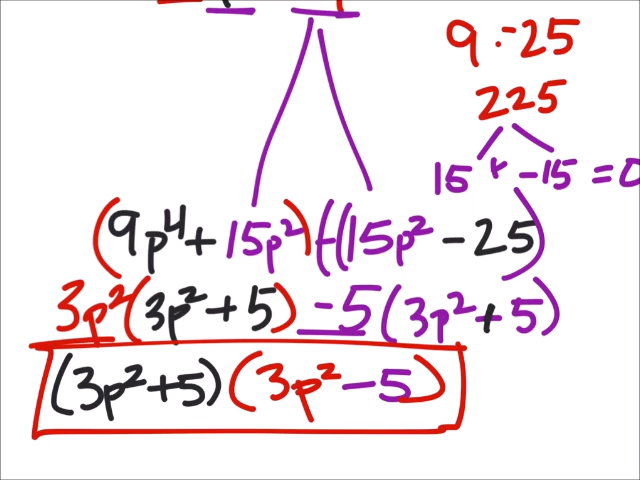 9 · -25
225
15 + -15 = 0
(9p⁴ + 15p²) + (-15p² - 25)
3p²(3p² + 5) - 5(3p² + 5)
(3p² + 5)(3p² - 5)